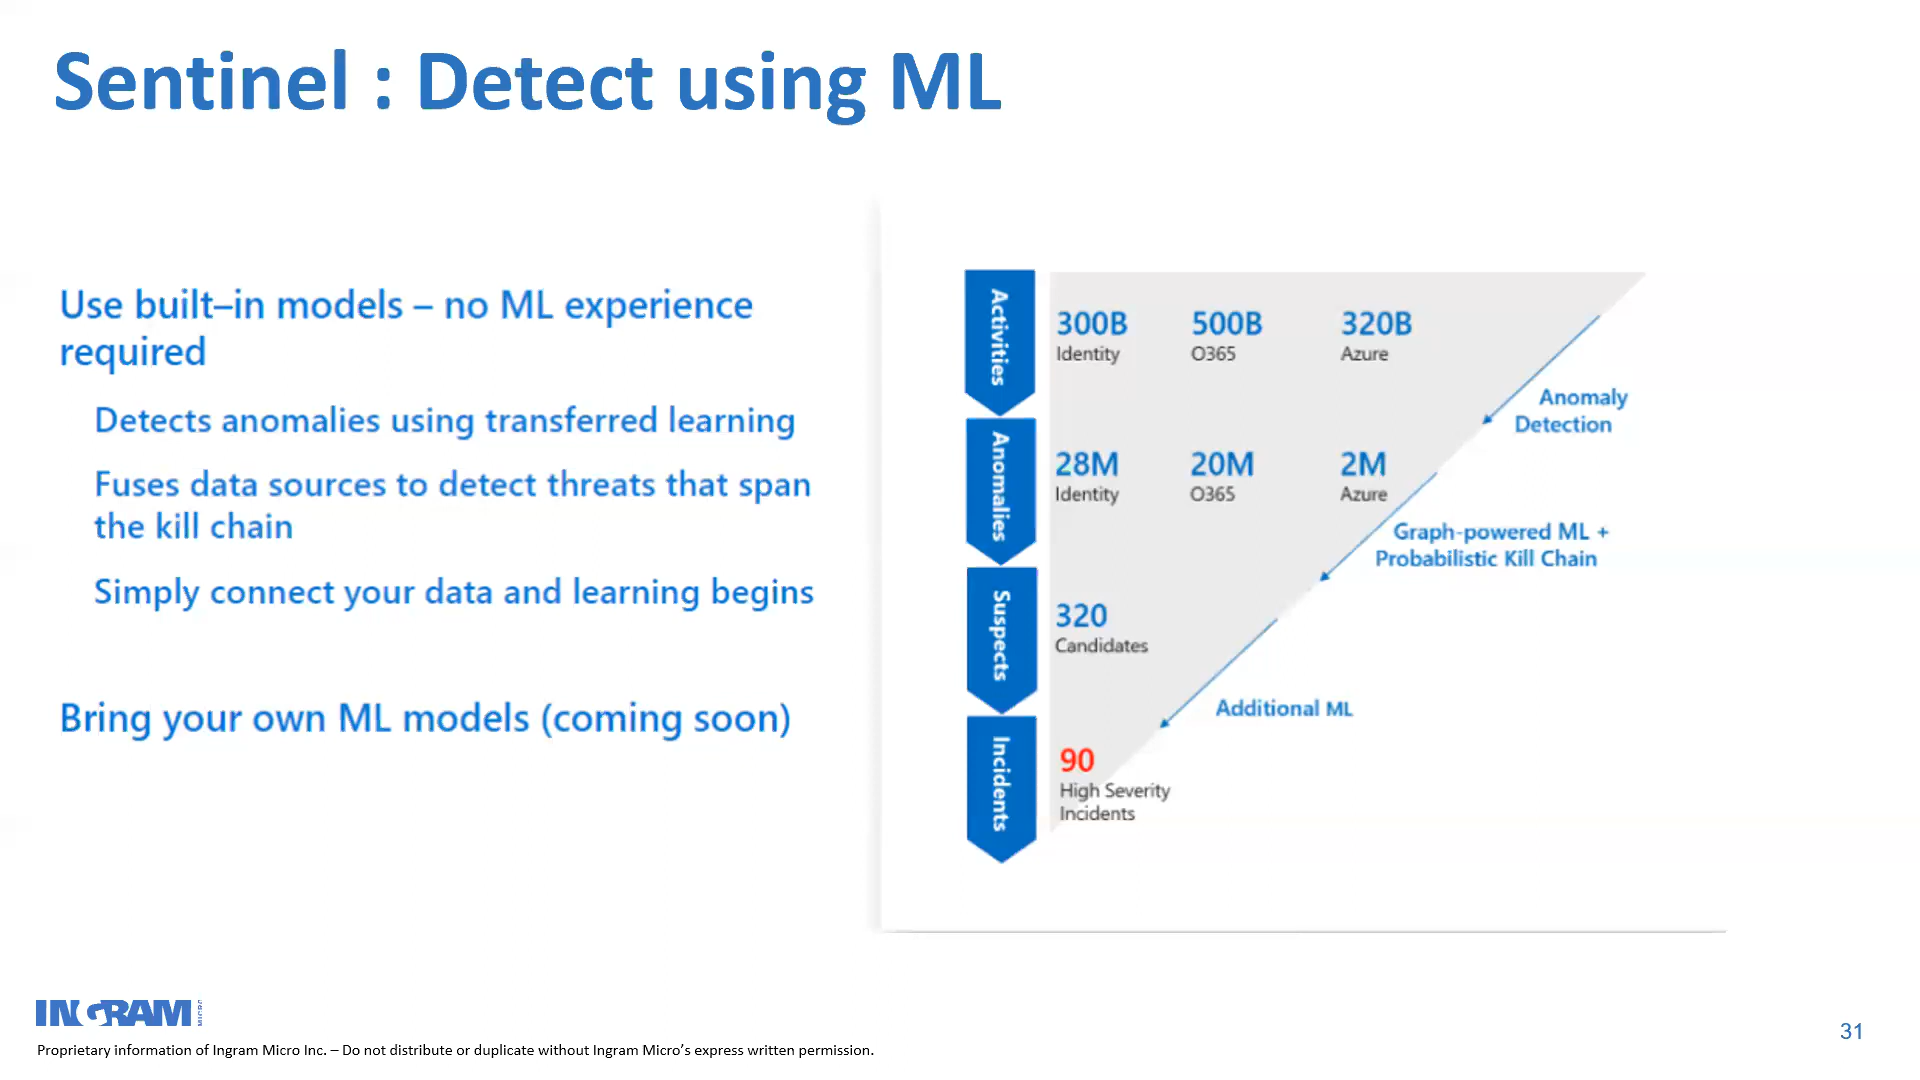 Sentinel : Detect using ML
Use built–in models – no ML experience
required
Detects anomalies using transferred learning
Fuses data sources to detect threats that span
the kill chain
Simply connect your data and learning begins
Bring your own ML models (coming soon)
Activities
300B 500B 320B
Identity O365 Azure
Anomaly
Detection
Anomalies
28M 20M 2M
Identity O365 Azure
Graph-powered ML +
Probabilistic Kill Chain
Suspects
320
Candidates
Additional ML
Incidents
90
High Severity
Incidents
INGRAM MICRO
Proprietary information of Ingram Micro Inc. – Do not distribute or duplicate without Ingram Micro’s express written permission.
31